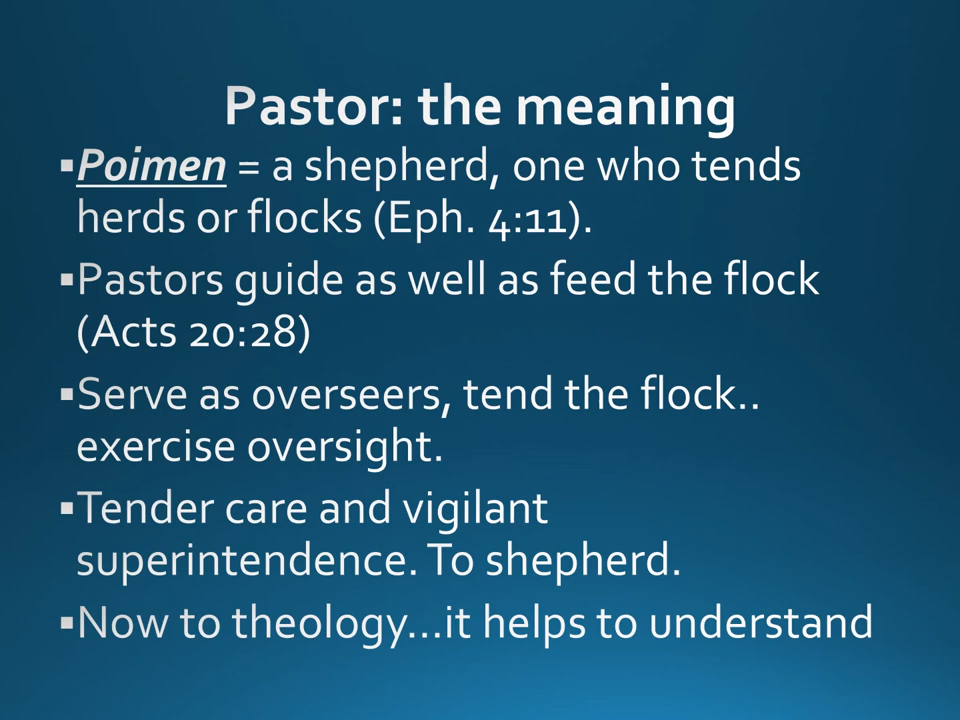 Pastor: the meaning
▪Poimen = a shepherd, one who tends
herds or flocks (Eph. 4:11).
▪Pastors guide as well as feed the flock
(Acts 20:28)
▪Serve as overseers, tend the flock..
exercise oversight.
▪Tender care and vigilant
superintendence. To shepherd.
▪Now to theology...it helps to understand